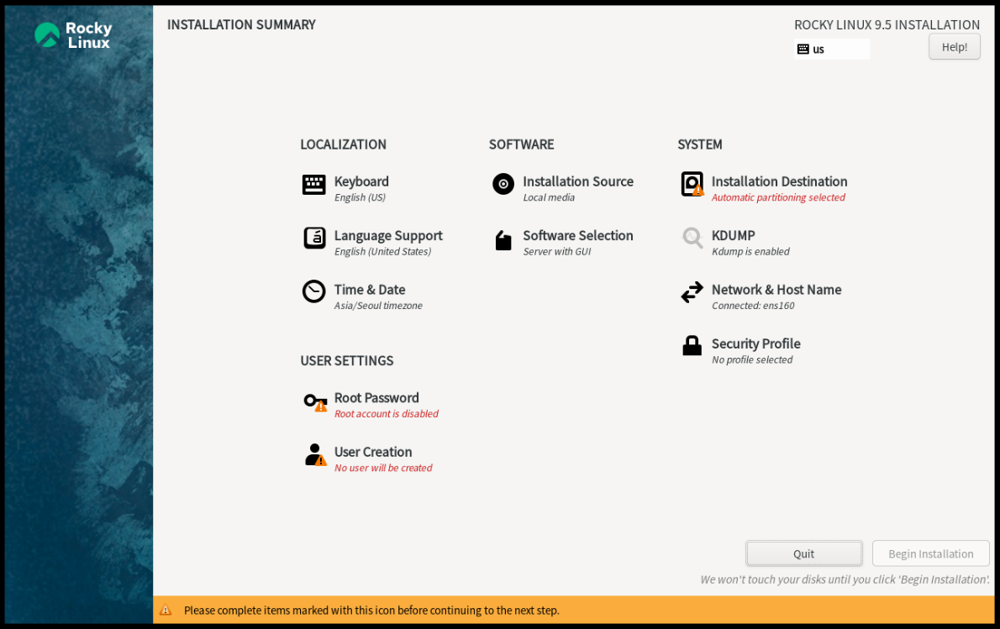 Rocky
Linux
INSTALLATION SUMMARY
ROCKY LINUX 9.5 INSTALLATION
us
Help!
LOCALIZATION
Keyboard
English (US)
Language Support
English (United States)
Time & Date
Asia/Seoul timezone
USER SETTINGS
Root Password
Root account is disabled
User Creation
No user will be created
SOFTWARE
Installation Source
Local media
Software Selection
Server with GUI
SYSTEM
Installation Destination
Automatic partitioning selected
KDUMP
Kdump is enabled
Network & Host Name
Connected: ens160
Security Profile
No profile selected
Quit
Begin Installation
We won't touch your disks until you click 'Begin Installation'.
Please complete items marked with this icon before continuing to the next step.